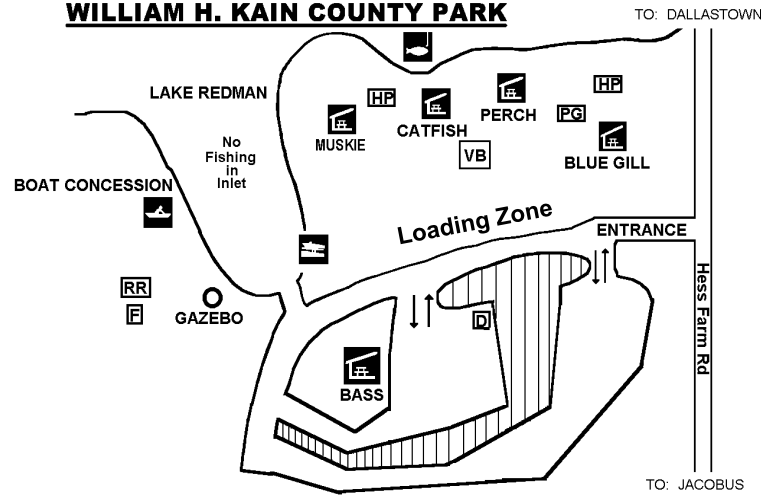 WILLIAM H. KAIN COUNTY PARK
TO: DALLASTOWN
LAKE REDMAN
HP
HP
MUSKIE
CATFISH
PERCH
PG
No
Fishing
in
Inlet
VB
BLUE GILL
BOAT CONCESSION
Loading Zone
ENTRANCE
RR
F
GAZEBO
D
Hess Farm Rd
BASS
TO: JACOBUS